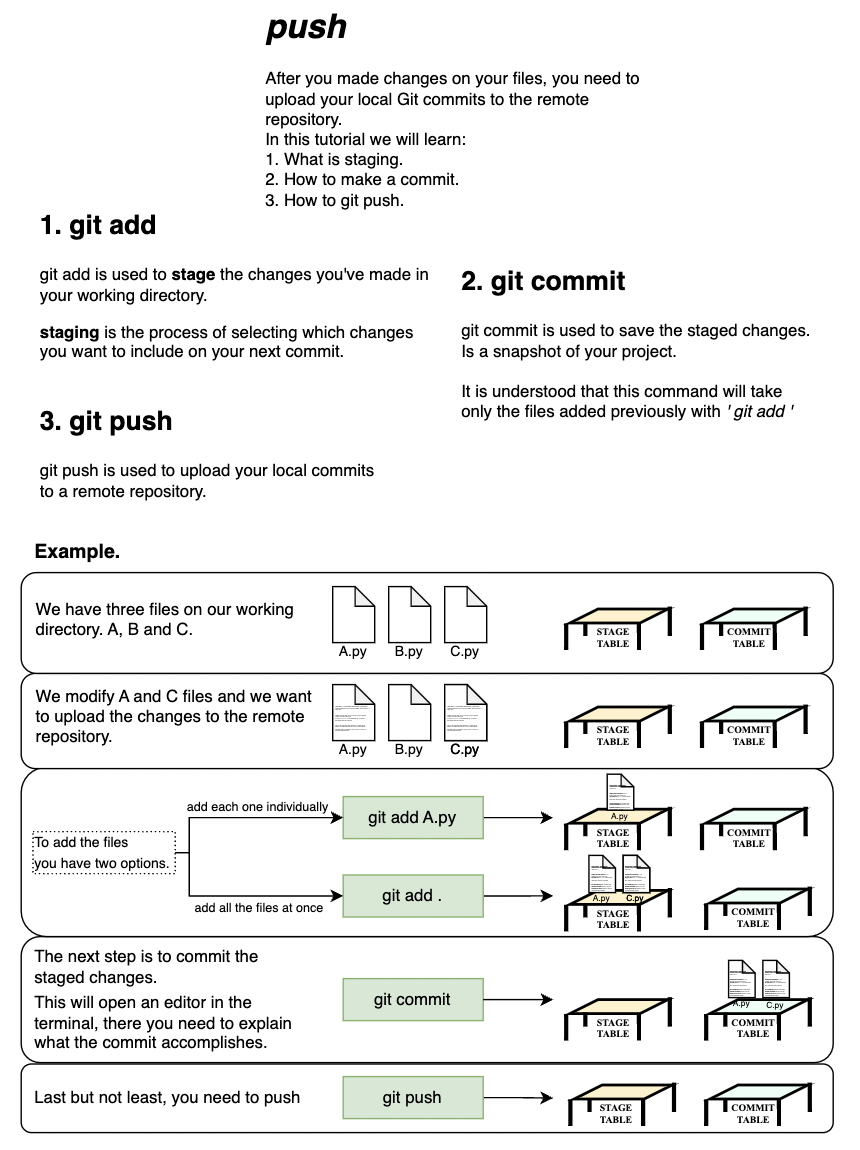 push
After you made changes on your files, you need to
upload your local Git commits to the remote
repository.
In this tutorial we will learn:
1. What is staging.
2. How to make a commit.
3. How to git push.
1. git add
git add is used to stage the changes you've made in
your working directory.
staging is the process of selecting which changes
you want to include on your next commit.
2. git commit
git commit is used to save the staged changes.
Is a snapshot of your project.
It is understood that this command will take
only the files added previously with ' git add '
3. git push
git push is used to upload your local commits
to a remote repository.
Example.
We have three files on our working
directory. A, B and C.
A.py
B.py
C.py
STAGE
TABLE
COMMIT
TABLE
We modify A and C files and we want
to upload the changes to the remote
repository.
A.py
B.py
C.py
STAGE
TABLE
COMMIT
TABLE
To add the files
you have two options.
add each one individually
git add A.py
A.py
STAGE
TABLE
COMMIT
TABLE
add all the files at once
git add .
A.py
C.py
STAGE
TABLE
COMMIT
TABLE
The next step is to commit the
staged changes.
This will open an editor in the
terminal, there you need to explain
what the commit accomplishes.
git commit
STAGE
TABLE
A.py
C.py
COMMIT
TABLE
Last but not least, you need to push
git push
STAGE
TABLE
COMMIT
TABLE